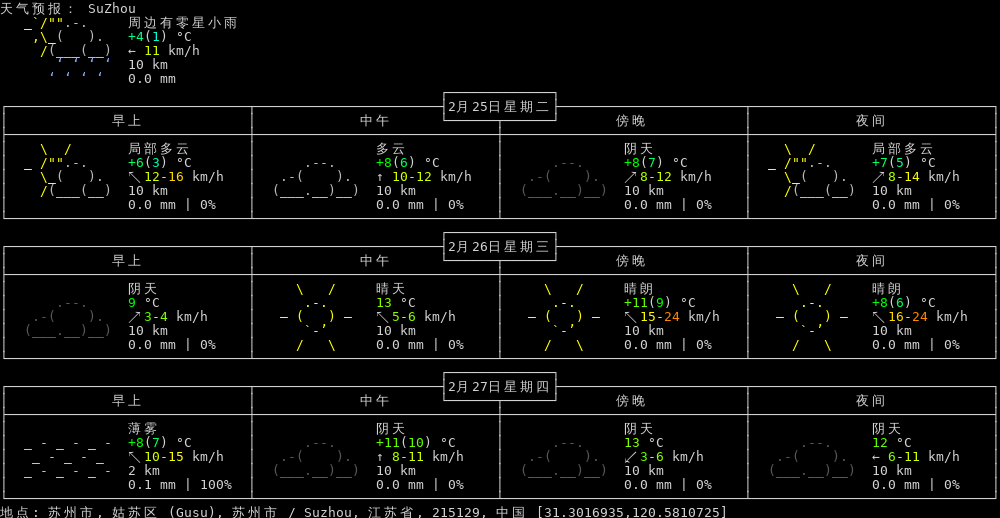 天气预报： SuZhou
周边有零星小雨
+4(1) °C
← 11 km/h
10 km
0.0 mm
2月25日星期二
早上 中午 傍晚 夜间
局部多云 多云 阴天 局部多云
+6(3) °C +8(6) °C +8(7) °C +7(5) °C
↖ 12-16 km/h ↑ 10-12 km/h ↗ 8-12 km/h ↗ 8-14 km/h
10 km 10 km 10 km 10 km
0.0 mm | 0% 0.0 mm | 0% 0.0 mm | 0% 0.0 mm | 0%
2月26日星期三
早上 中午 傍晚 夜间
阴天 晴天 晴朗 晴朗
9 °C 13 °C +11(9) °C +8(6) °C
↗ 3-4 km/h ↖ 5-6 km/h ↖ 15-24 km/h ↖ 16-24 km/h
10 km 10 km 10 km 10 km
0.0 mm | 0% 0.0 mm | 0% 0.0 mm | 0% 0.0 mm | 0%
2月27日星期四
早上 中午 傍晚 夜间
薄雾 阴天 阴天 阴天
+8(7) °C +11(10) °C 13 °C 12 °C
↖ 10-15 km/h ↑ 8-11 km/h ↙ 3-6 km/h ← 6-11 km/h
2 km 10 km 10 km 10 km
0.1 mm | 100% 0.0 mm | 0% 0.0 mm | 0% 0.0 mm | 0%
地点: 苏州市, 姑苏区 (Gusu), 苏州市 / Suzhou, 江苏省, 215129, 中国 [31.3016935,120.5810725]